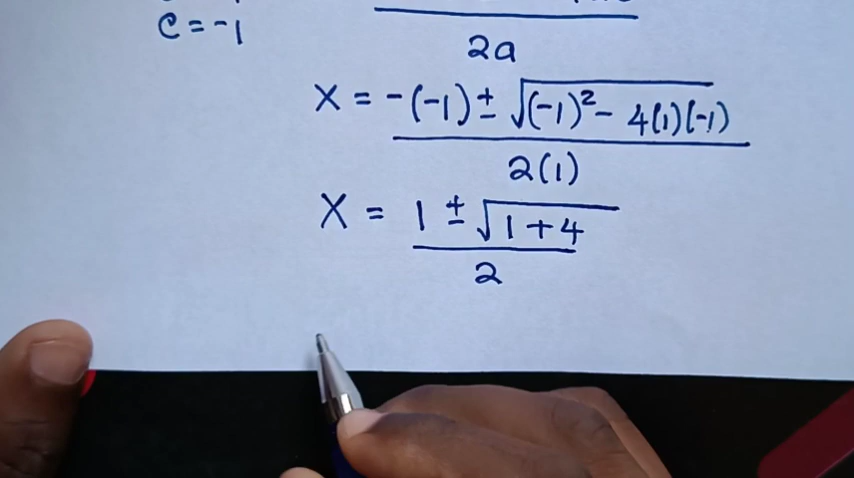 c = -1
2a
X = -(-1) ± √(-1)² - 4(1)(-1)
2(1)
X = 1 ± √1+4
2